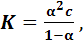 K = α²c / 1−α ,